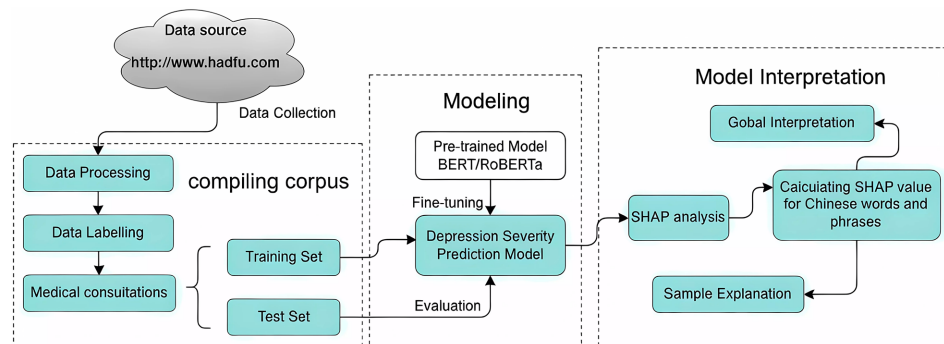 Data source
http://www.hadfu.com
Data Collection
compiling corpus
Data Processing
Data Labelling
Medical consuitations
Training Set
Test Set
Modeling
Pre-trained Model
BERT/RoBERTa
Fine-tuning
Depression Severity
Prediction Model
Evaluation
Model Interpretation
Gobal Interpretation
SHAP analysis
Caiciuating SHAP value
for Chinese words and
phrases
Sample Explanation